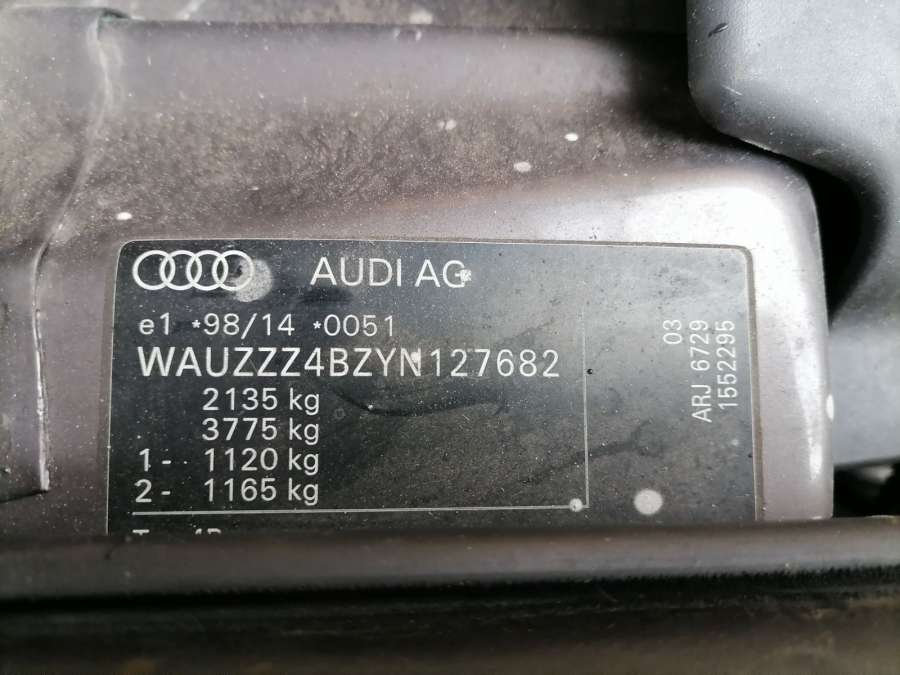 AUDI AG
e1 *98/14 *0051
WAUZZZ4BZYN127682
2135 kg
3775 kg
1- 1120 kg
2- 1165 kg
03
ARJ 6729
1552295